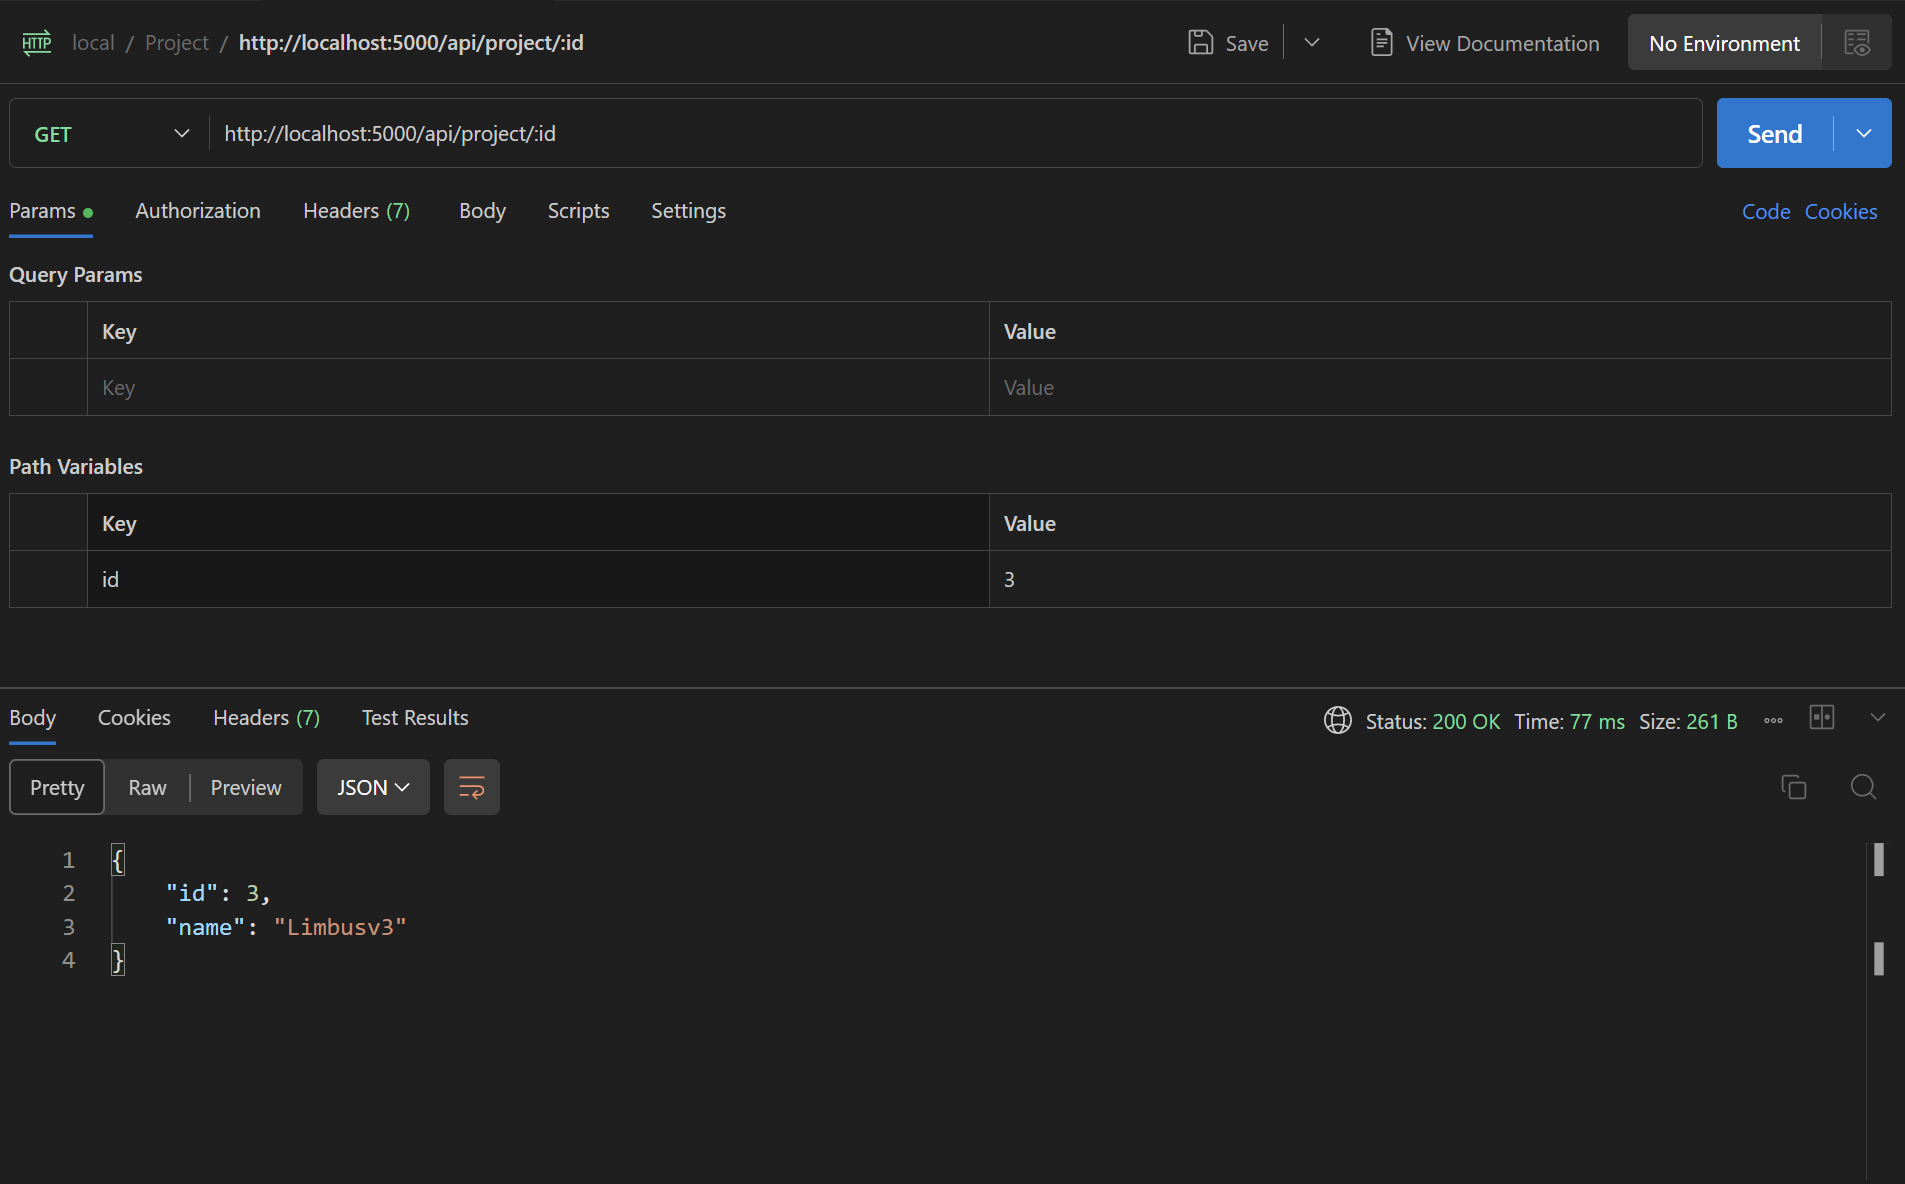 HTTP local / Project / http://localhost:5000/api/project/:id Save View Documentation No Environment
GET http://localhost:5000/api/project/:id Send
Params Authorization Headers (7) Body Scripts Settings Code Cookies
Query Params
Key Value
Key Value
Path Variables
Key Value
id 3
Body Cookies Headers (7) Test Results Status: 200 OK Time: 77 ms Size: 261 B
Pretty Raw Preview JSON
1 {
2 "id": 3,
3 "name": "Limbusv3"
4 }